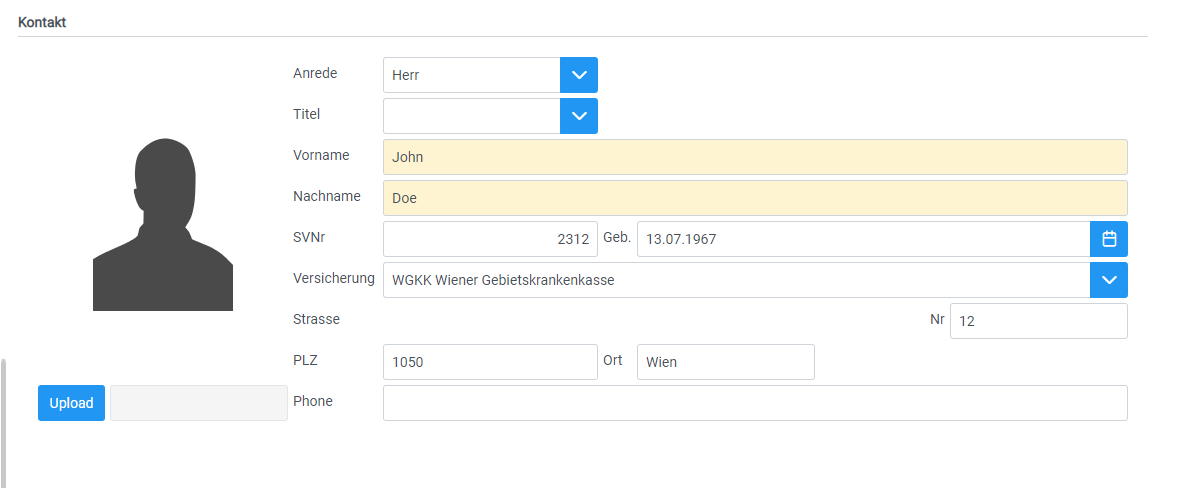 Kontakt
Anrede Herr
Titel
Vorname John
Nachname Doe
SVNr 2312 Geb. 13.07.1967
Versicherung WGKK Wiener Gebietskrankenkasse
Strasse Nr 12
PLZ 1050 Ort Wien
Upload Phone